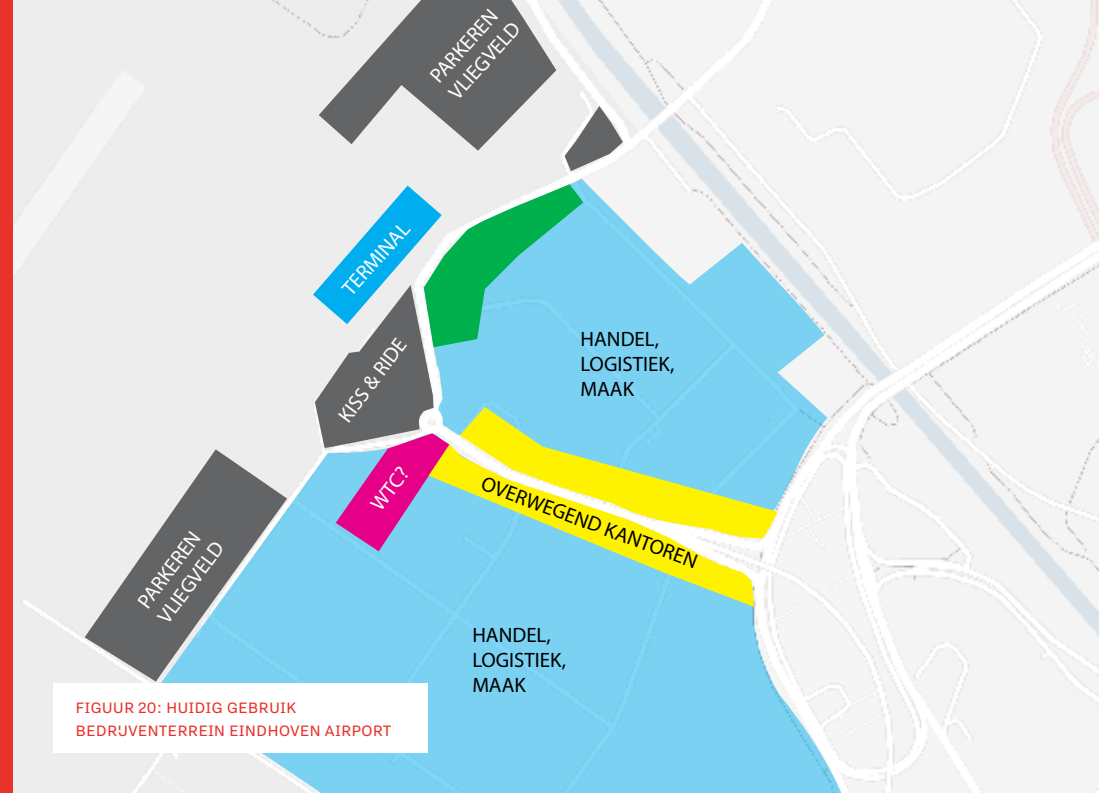 PARKEREN
VLIEGVELD
TERMINAL
KISS & RIDE
HANDEL,
LOGISTIEK,
MAAK
WTC?
OVERWEGEND KANTOREN
PARKEREN
VLIEGVELD
HANDEL,
LOGISTIEK,
MAAK
FIGUUR 20: HUIDIG GEBRUIK
BEDRIJVENTERREIN EINDHOVEN AIRPORT